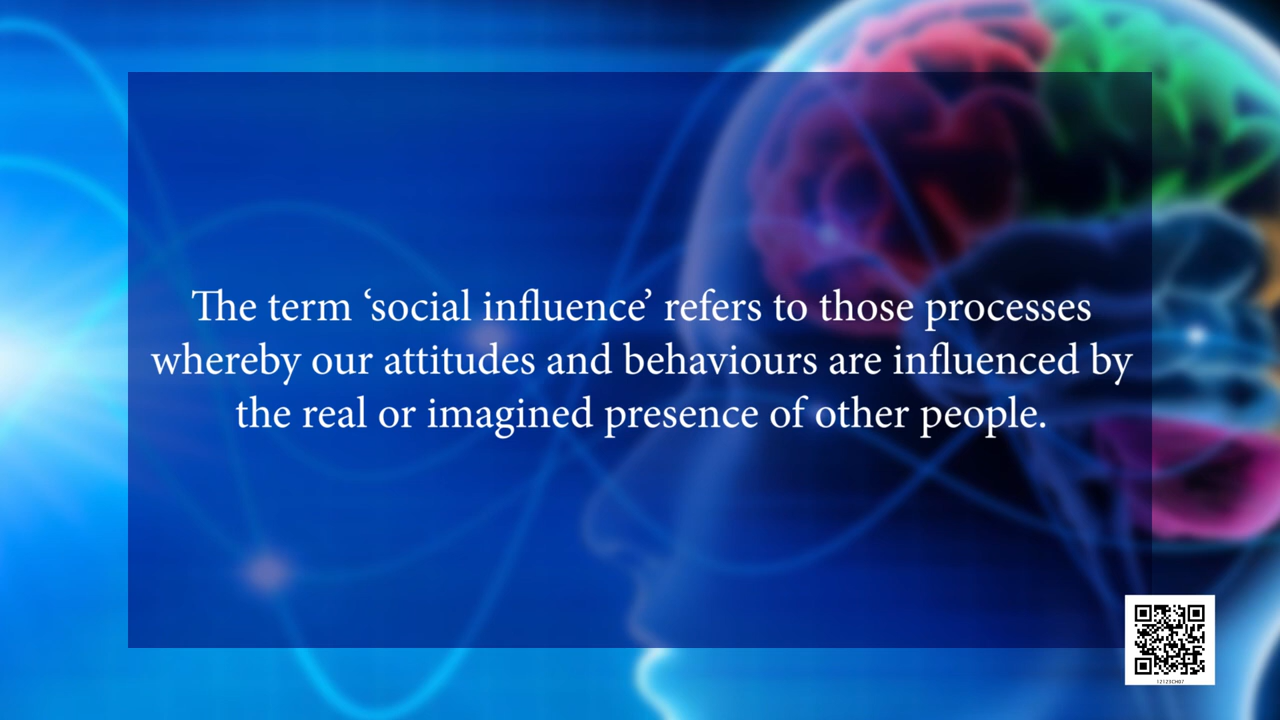 The term ‘social influence’ refers to those processes
whereby our attitudes and behaviours are influenced by
the real or imagined presence of other people.
12123CH07